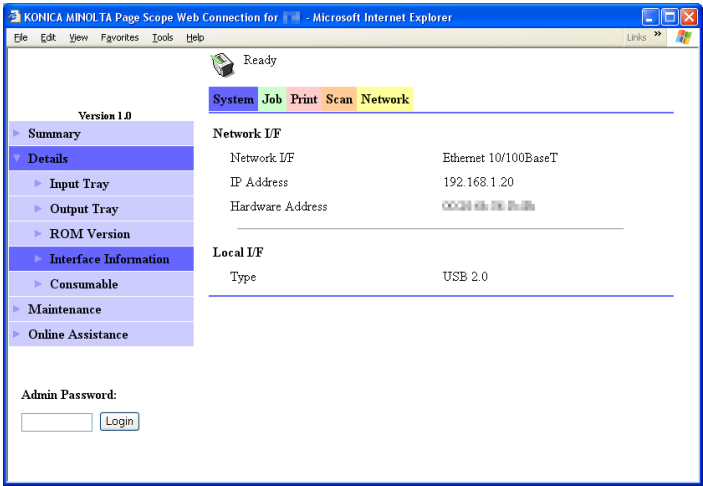 KONICA MINOLTA Page Scope Web Connection for - Microsoft Internet Explorer
File Edit View Favorites Tools Help Links »
Ready
System Job Print Scan Network
Version 1.0
Summary
Details
Input Tray
Output Tray
ROM Version
Interface Information
Consumable
Maintenance
Online Assistance
Admin Password:
Login
Network I/F
Network I/F Ethernet 10/100BaseT
IP Address 192.168.1.20
Hardware Address
Local I/F
Type USB 2.0